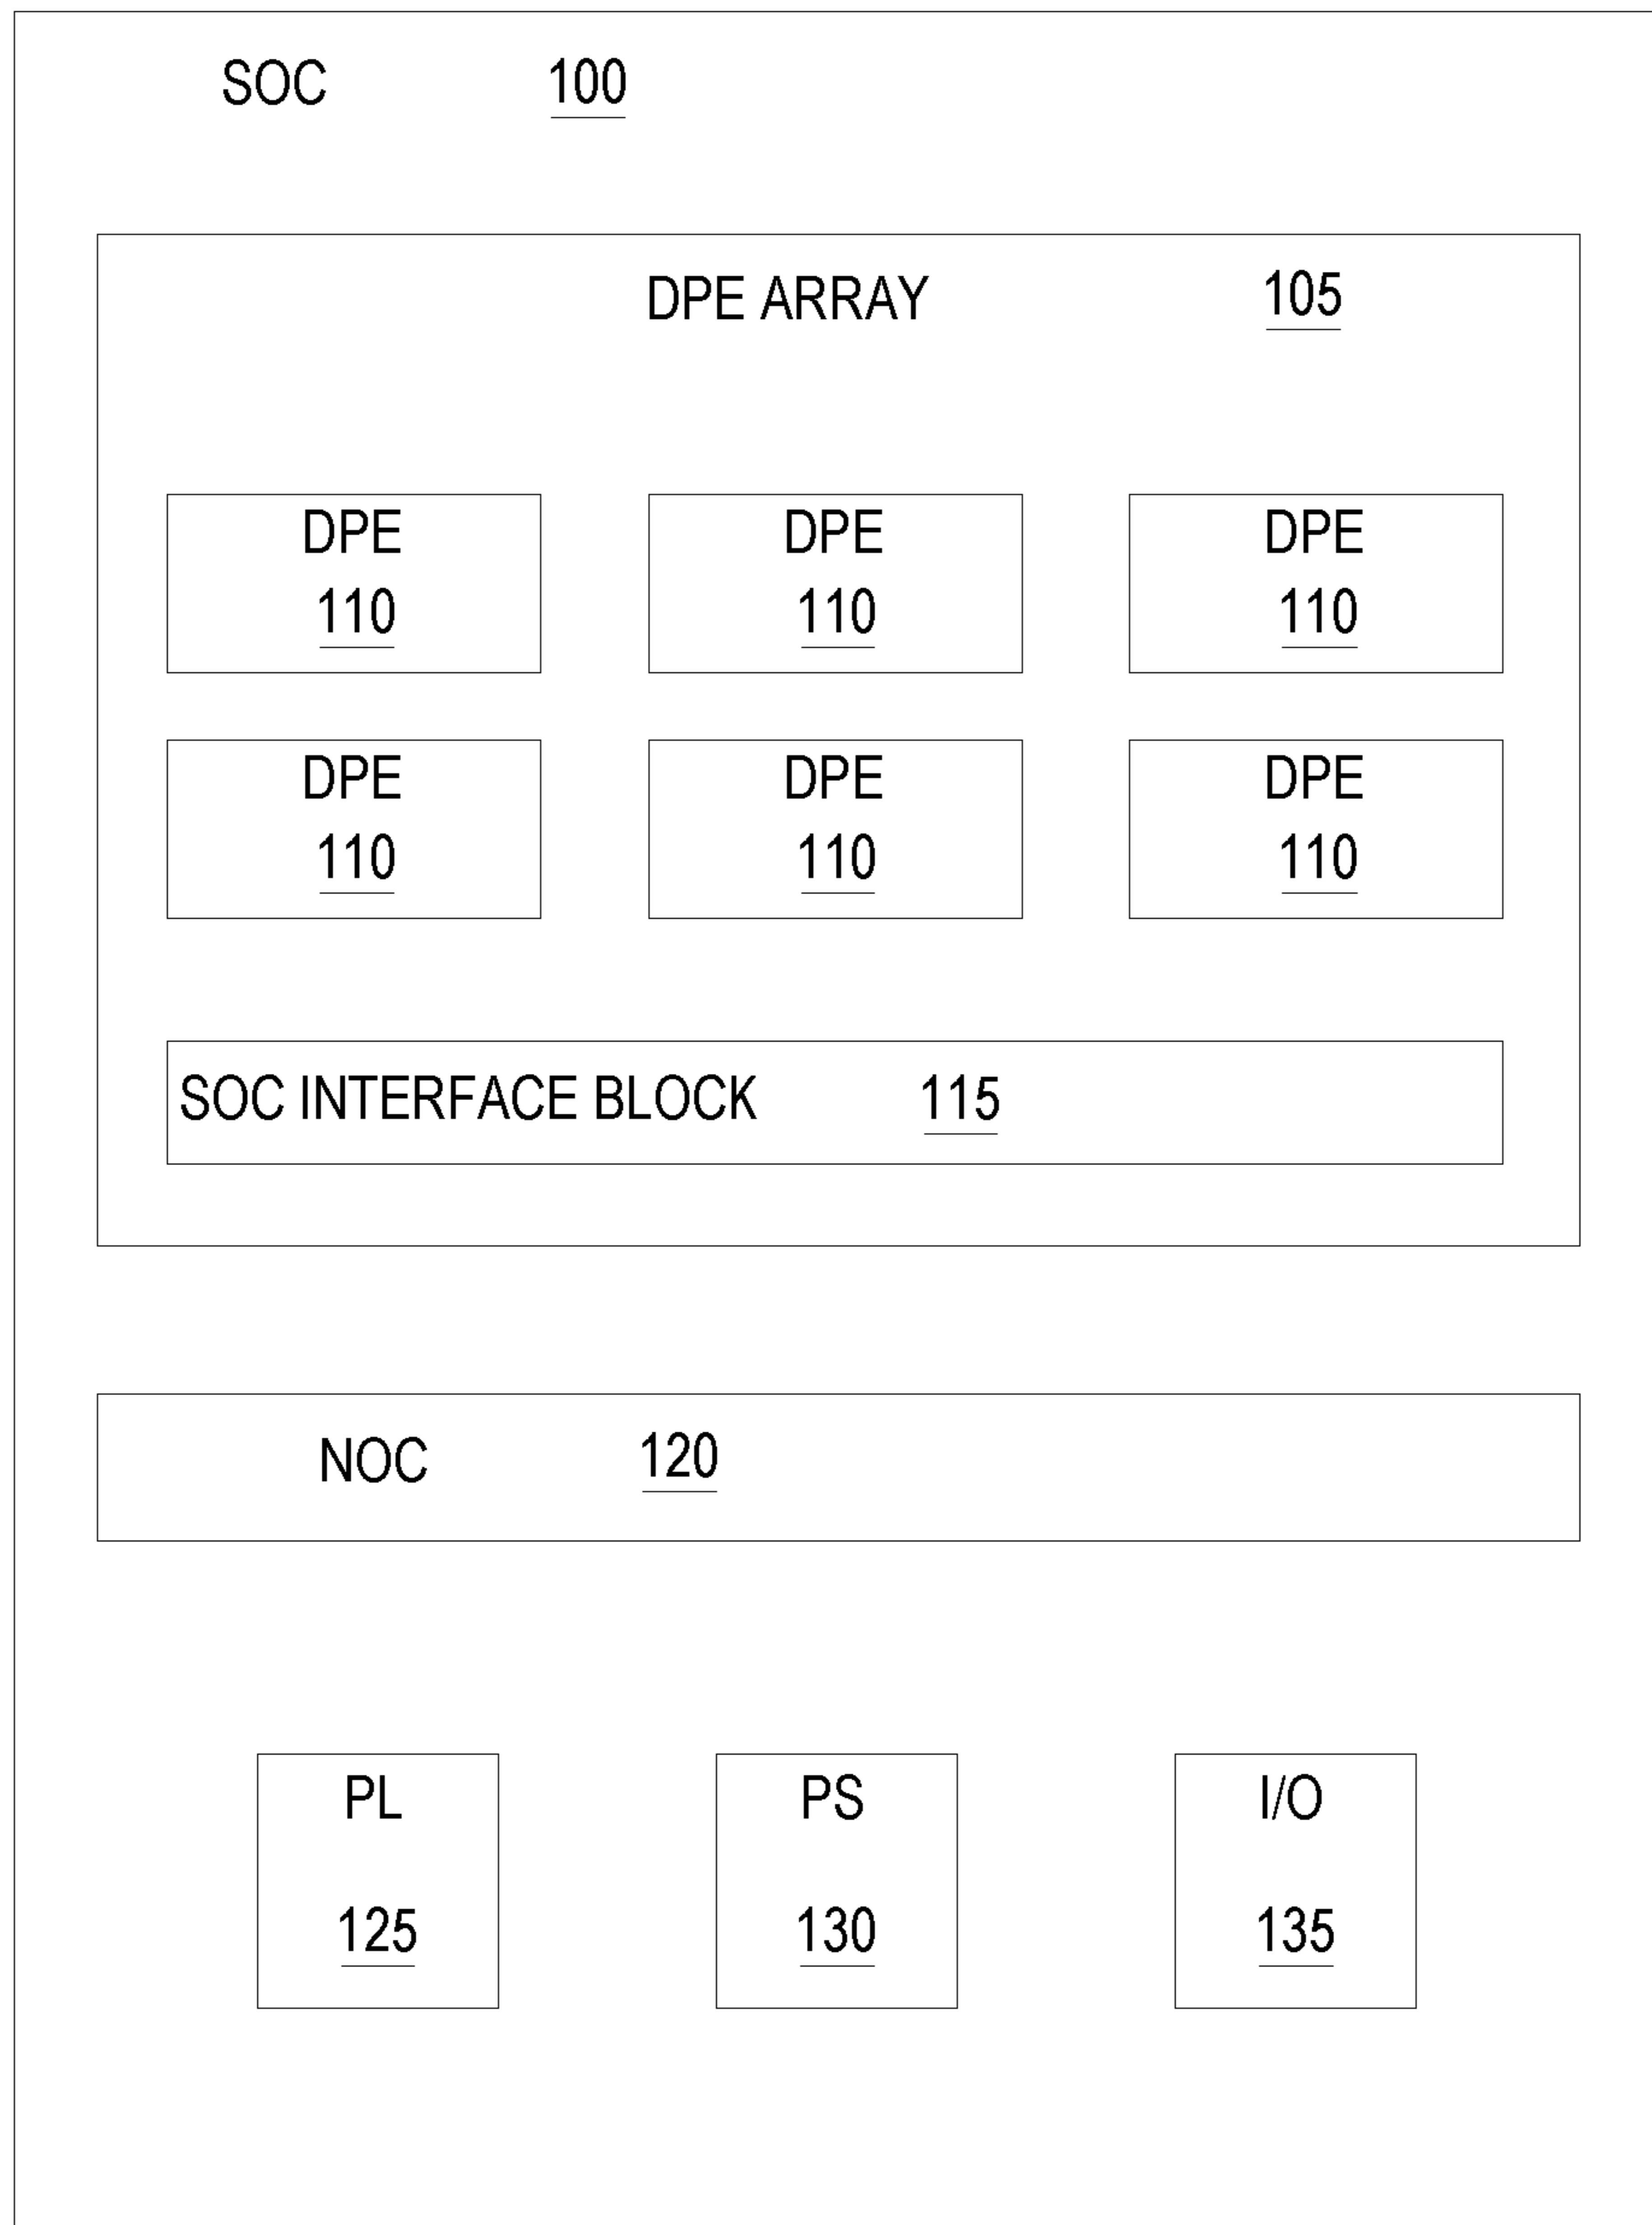 SOC 100
DPE ARRAY 105
DPE DPE DPE
110 110 110
DPE DPE DPE
110 110 110
SOC INTERFACE BLOCK 115
NOC 120
PL PS I/O
125 130 135